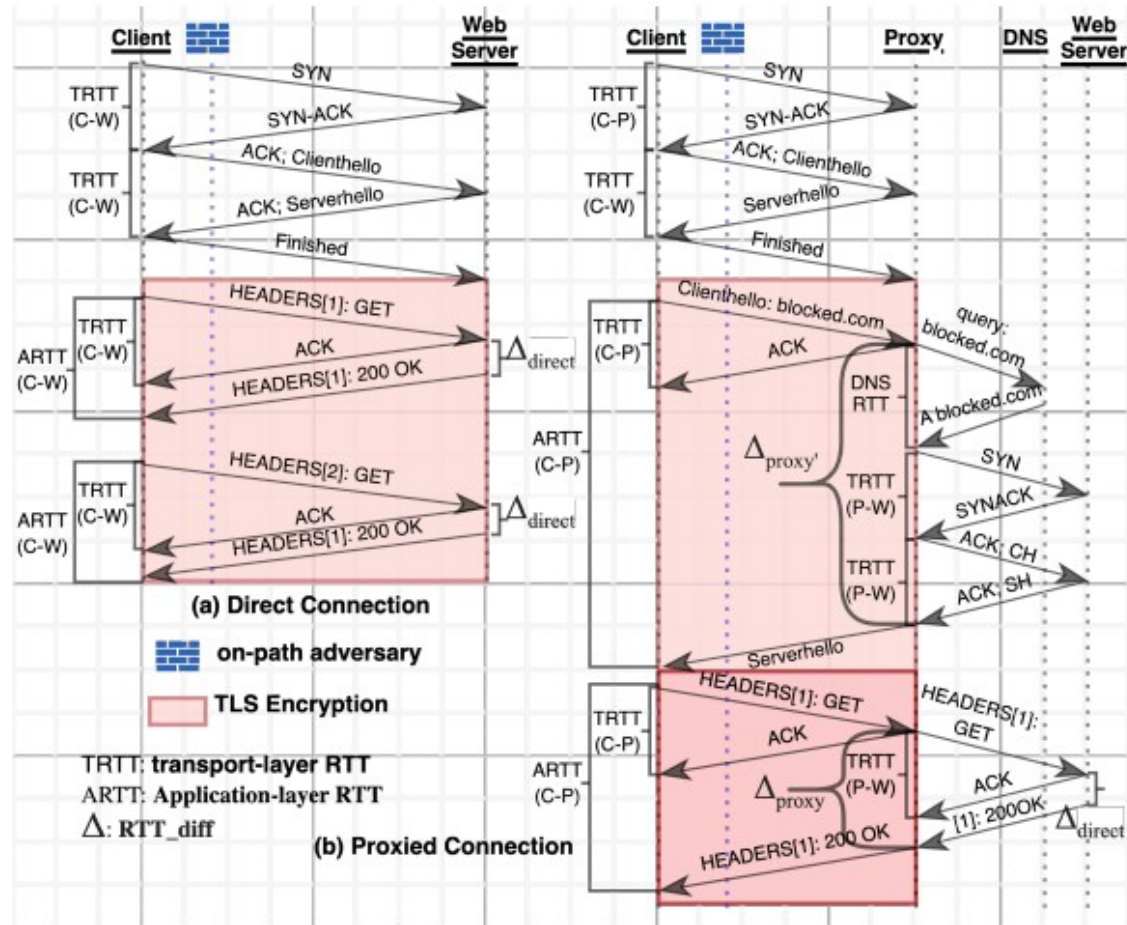 Client
Web
Server
SYN
TRTT
(C-W)
SYN-ACK
ACK; Clienthello
TRTT
(C-W)
ACK; Serverhello
Finished
HEADERS[1]: GET
TRTT
(C-W)
ARTT
(C-W)
ACK
Δdirect
HEADERS[1]: 200 OK
HEADERS[2]: GET
TRTT
(C-W)
ARTT
(C-W)
ACK
Δdirect
HEADERS[1]: 200 OK
(a) Direct Connection
on-path adversary
TLS Encryption
TRTT: transport-layer RTT
ARTT: Application-layer RTT
Δ: RTT_diff
Client
Proxy
DNS
Web
Server
SYN
TRTT
(C-P)
SYN-ACK
ACK; Clienthello
TRTT
(C-W)
Serverhello
Finished
Clienthello: blocked.com
query:
blocked.com
TRTT
(C-P)
ACK
DNS
RTT
A blocked.com
ARTT
(C-P)
Δproxy'
SYN
TRTT
(P-W)
SYNACK
ACK; CH
TRTT
(P-W)
ACK; SH
Serverhello
HEADERS[1]: GET
HEADERS[1]:
GET
TRTT
(C-P)
ACK
TRTT
(P-W)
ARTT
(C-P)
Δproxy
ACK
[1]: 200OK
Δdirect
HEADERS[1]: 200 OK
(b) Proxied Connection